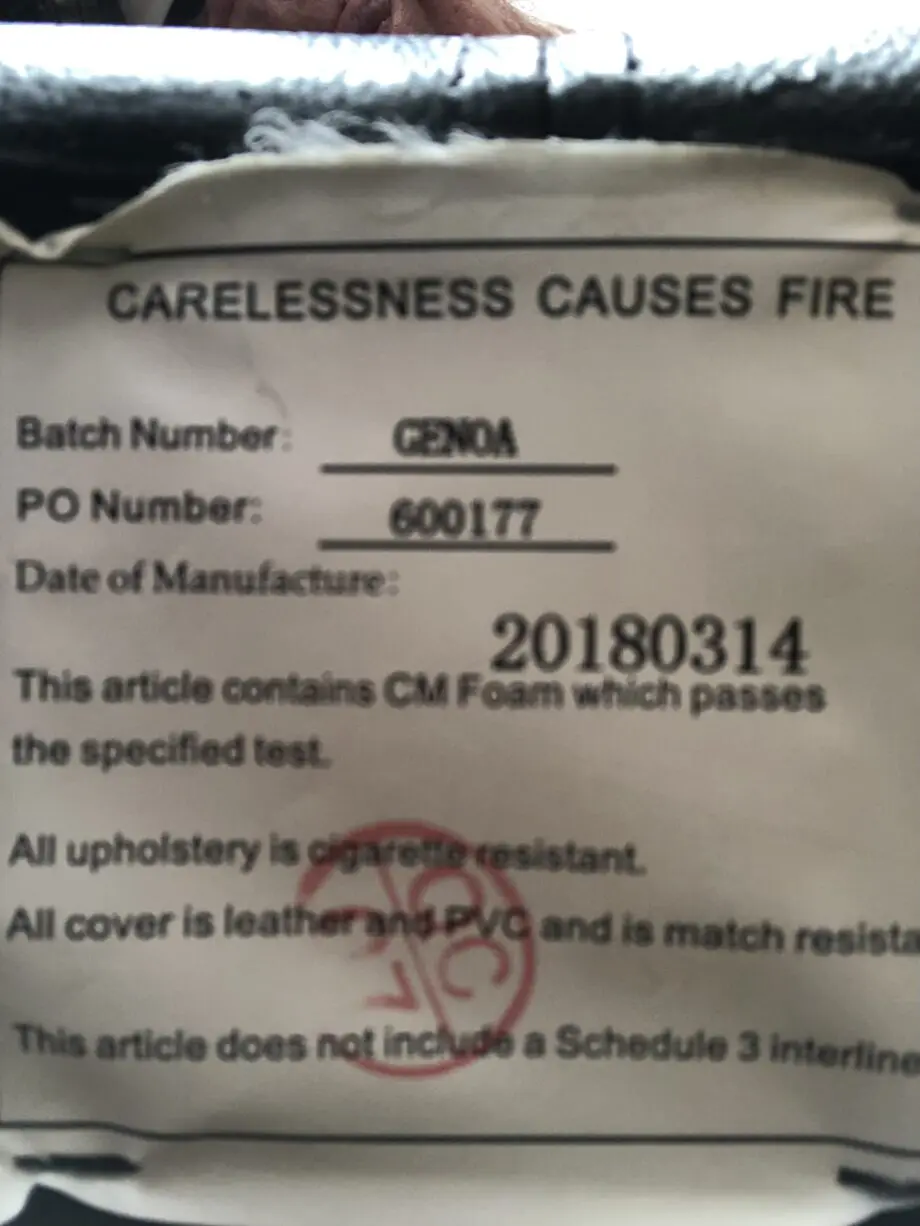 CARELESSNESS CAUSES FIRE
Batch Number: GENOA
PO Number: 600177
Date of Manufacture:
20180314
This article contains CM Foam which passes
the specified test.
All upholstery is cigarette resistant.
All cover is leather and PVC and is match resista
This article does not include a Schedule 3 interline
QC